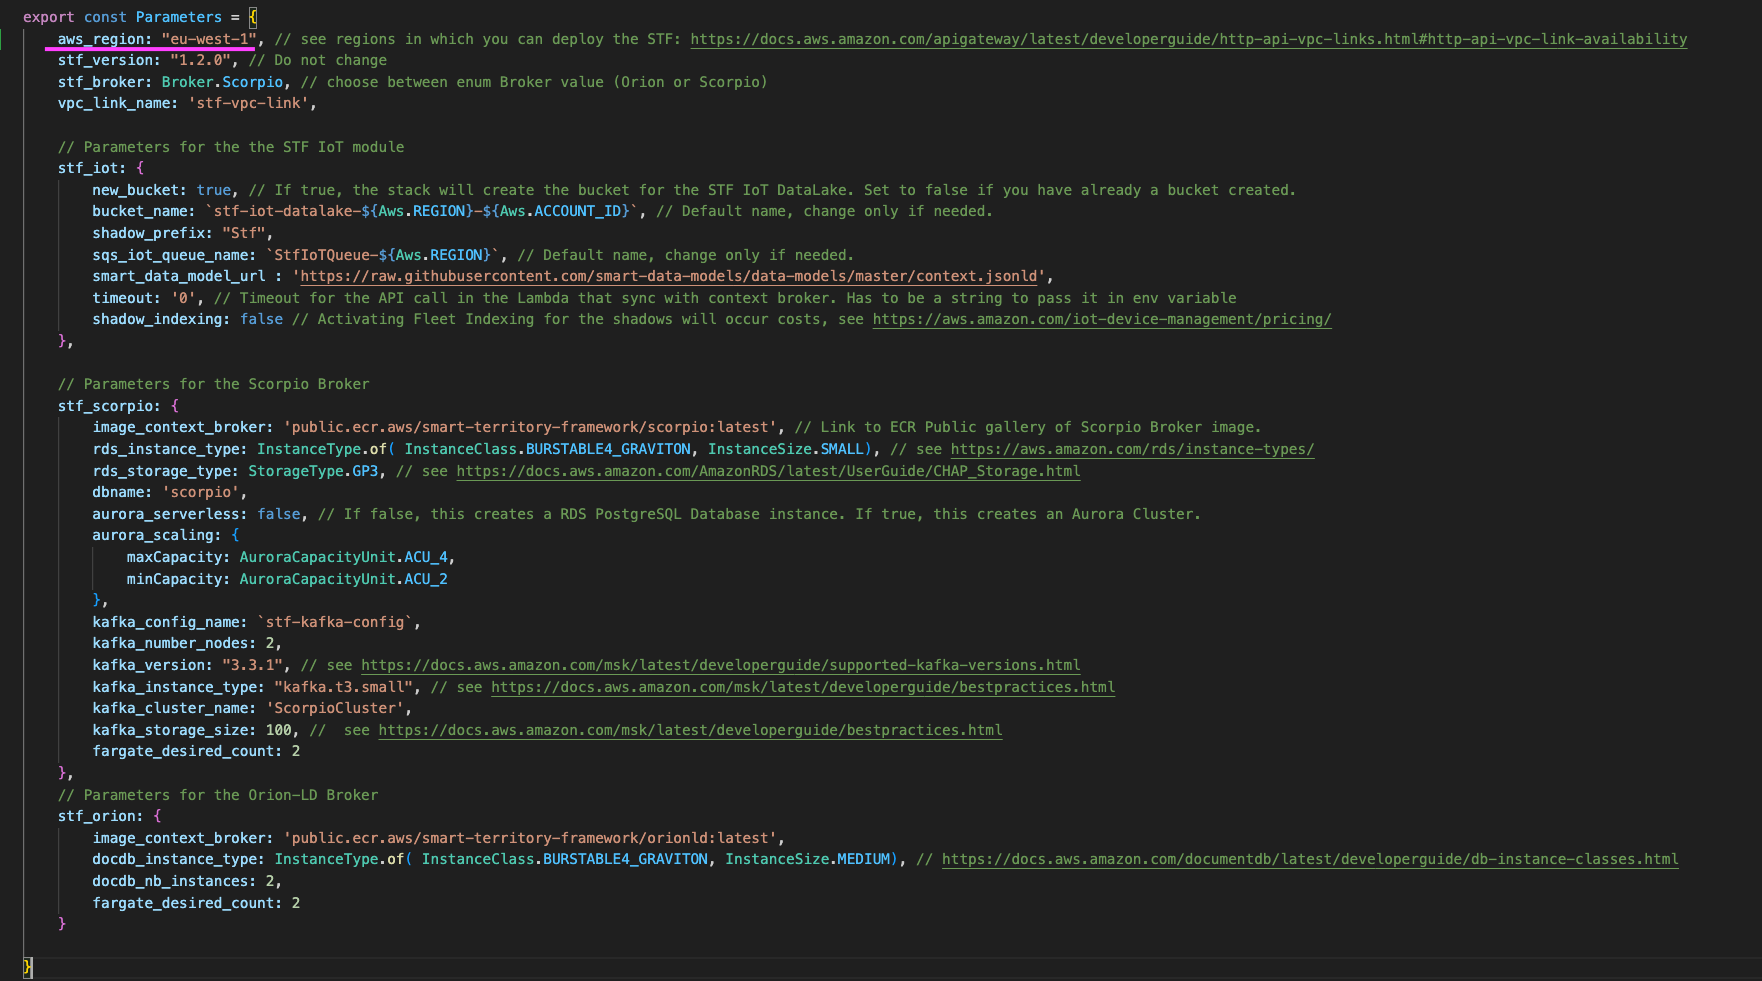 export const Parameters = {
aws_region: "eu-west-1", // see regions in which you can deploy the STF: https://docs.aws.amazon.com/apigateway/latest/developerguide/http-api-vpc-links.html#http-api-vpc-link-availability
stf_version: "1.2.0", // Do not change
stf_broker: Broker.Scorpio, // choose between enum Broker value (Orion or Scorpio)
vpc_link_name: 'stf-vpc-link',
// Parameters for the the STF IoT module
stf_iot: {
new_bucket: true, // If true, the stack will create the bucket for the STF IoT DataLake. Set to false if you have already a bucket created.
bucket_name: `stf-iot-datalake-${Aws.REGION}-${Aws.ACCOUNT_ID}`, // Default name, change only if needed.
shadow_prefix: "Stf",
sqs_iot_queue_name: `StfIoTQueue-${Aws.REGION}`, // Default name, change only if needed.
smart_data_model_url : 'https://raw.githubusercontent.com/smart-data-models/data-models/master/context.jsonld',
timeout: '0', // Timeout for the API call in the Lambda that sync with context broker. Has to be a string to pass it in env variable
shadow_indexing: false // Activating Fleet Indexing for the shadows will occur costs, see https://aws.amazon.com/iot-device-management/pricing/
},
// Parameters for the Scorpio Broker
stf_scorpio: {
image_context_broker: 'public.ecr.aws/smart-territory-framework/scorpio:latest', // Link to ECR Public gallery of Scorpio Broker image.
rds_instance_type: InstanceType.of( InstanceClass.BURSTABLE4_GRAVITON, InstanceSize.SMALL), // see https://aws.amazon.com/rds/instance-types/
rds_storage_type: StorageType.GP3, // see https://docs.aws.amazon.com/AmazonRDS/latest/UserGuide/CHAP_Storage.html
dbname: 'scorpio',
aurora_serverless: false, // If false, this creates a RDS PostgreSQL Database instance. If true, this creates an Aurora Cluster.
aurora_scaling: {
maxCapacity: AuroraCapacityUnit.ACU_4,
minCapacity: AuroraCapacityUnit.ACU_2
},
kafka_config_name: `stf-kafka-config`,
kafka_number_nodes: 2,
kafka_version: "3.3.1", // see https://docs.aws.amazon.com/msk/latest/developerguide/supported-kafka-versions.html
kafka_instance_type: "kafka.t3.small", // see https://docs.aws.amazon.com/msk/latest/developerguide/bestpractices.html
kafka_cluster_name: 'ScorpioCluster',
kafka_storage_size: 100, //  see https://docs.aws.amazon.com/msk/latest/developerguide/bestpractices.html
fargate_desired_count: 2
},
// Parameters for the Orion-LD Broker
stf_orion: {
image_context_broker: 'public.ecr.aws/smart-territory-framework/orionld:latest',
docdb_instance_type: InstanceType.of( InstanceClass.BURSTABLE4_GRAVITON, InstanceSize.MEDIUM), // https://docs.aws.amazon.com/documentdb/latest/developerguide/db-instance-classes.html
docdb_nb_instances: 2,
fargate_desired_count: 2
}
}